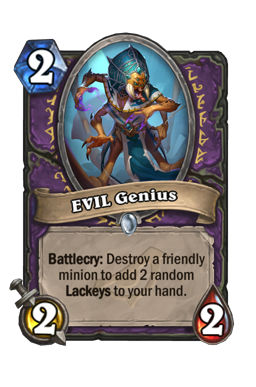 2
EVIL Genius
Battlecry: Destroy a friendly
minion to add 2 random
Lackeys to your hand.
2
2